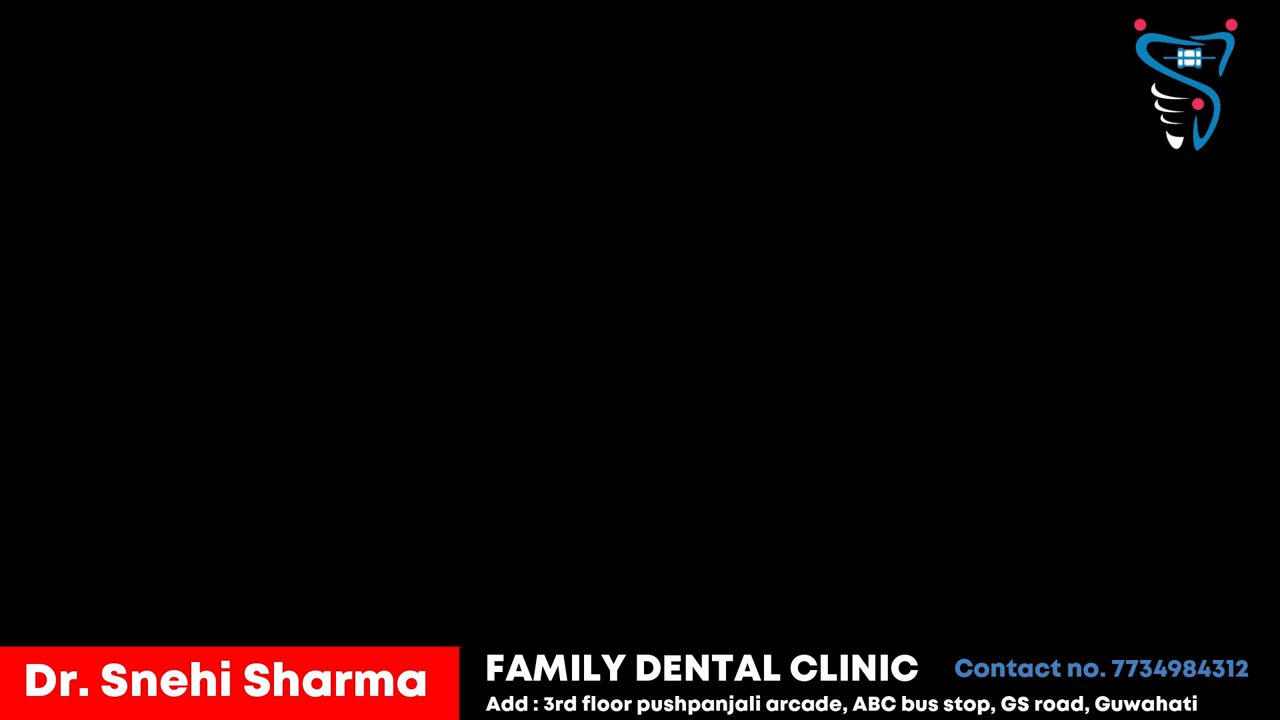 Dr. Snehi Sharma
FAMILY DENTAL CLINIC
Contact no. 7734984312
Add : 3rd floor pushpanjali arcade, ABC bus stop, GS road, Guwahati